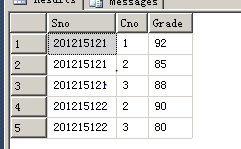 Results Messages
Sno Cno Grade
1 201215121 1 92
2 201215121 2 85
3 201215121 3 88
4 201215122 2 90
5 201215122 3 80